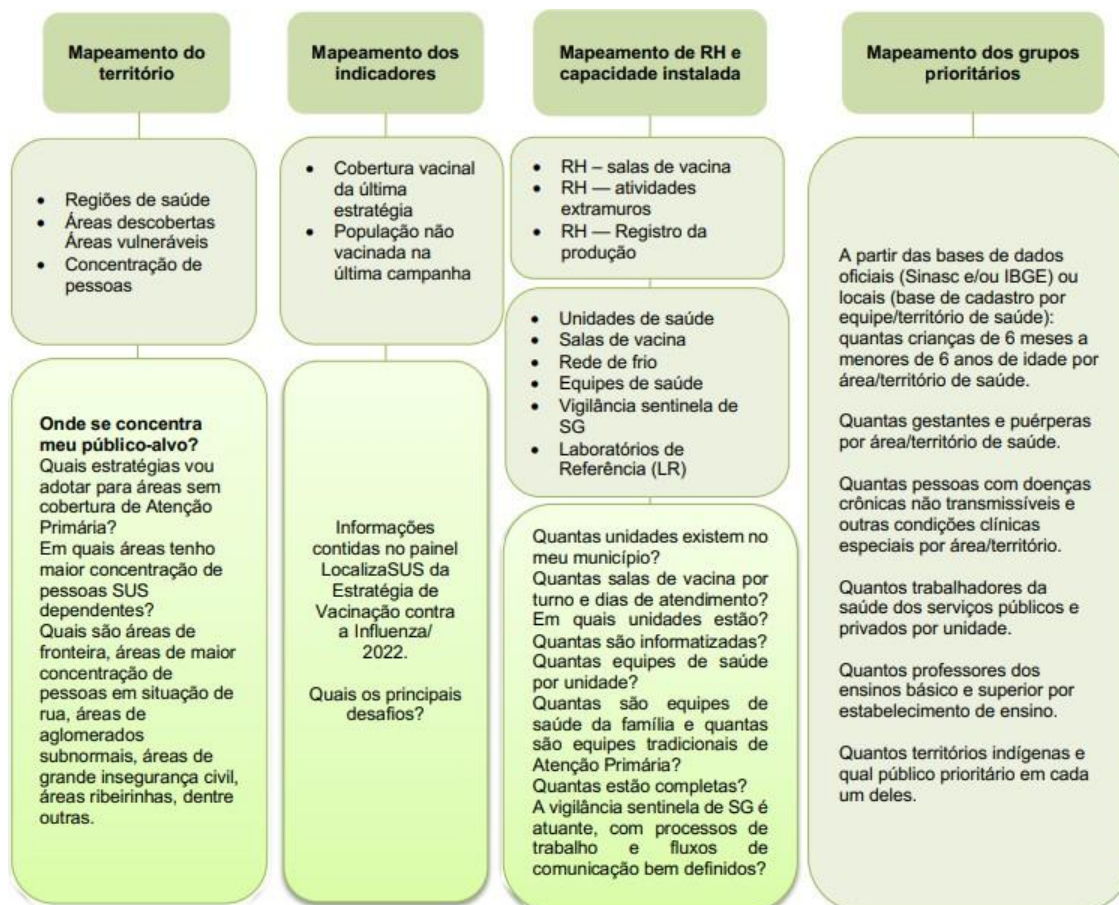 Mapeamento do
território
Regiões de saúde
Áreas descobertas
Áreas vulneráveis
Concentração de
pessoas
Onde se concentra
meu público-alvo?
Quais estratégias vou
adotar para áreas sem
cobertura de Atenção
Primária?
Em quais áreas tenho
maior concentração de
pessoas SUS
dependentes?
Quais são áreas de
fronteira, áreas de maior
concentração de
pessoas em situação de
rua, áreas de
aglomerados
subnormais, áreas de
grande insegurança civil,
áreas ribeirinhas, dentre
outras.
Mapeamento dos
indicadores
Cobertura vacinal
da última
estratégia
População não
vacinada na
última campanha
Informações
contidas no painel
LocalizaSUS da
Estratégia de
Vacinação contra
a Influenza/
2022.
Quais os principais
desafios?
Mapeamento de RH e
capacidade instalada
RH – salas de vacina
RH — atividades
extramuros
RH — Registro da
produção
Unidades de saúde
Salas de vacina
Rede de frio
Equipes de saúde
Vigilância sentinela de
SG
Laboratórios de
Referência (LR)
Quantas unidades existem no
meu município?
Quantas salas de vacina por
turno e dias de atendimento?
Em quais unidades estão?
Quantas são informatizadas?
Quantas equipes de saúde
por unidade?
Quantas são equipes de
saúde da família e quantas
são equipes tradicionais de
Atenção Primária?
Quantas estão completas?
A vigilância sentinela de SG é
atuante, com processos de
trabalho e fluxos de
comunicação bem definidos?
Mapeamento dos grupos
prioritários
A partir das bases de dados
oficiais (Sinasc e/ou IBGE) ou
locais (base de cadastro por
equipe/território de saúde):
quantas crianças de 6 meses a
menores de 6 anos de idade por
área/território de saúde.
Quantas gestantes e puérperas
por área/território de saúde.
Quantas pessoas com doenças
crônicas não transmissíveis e
outras condições clínicas
especiais por área/território.
Quantos trabalhadores da
saúde dos serviços públicos e
privados por unidade.
Quantos professores dos
ensinos básico e superior por
estabelecimento de ensino.
Quantos territórios indígenas e
qual público prioritário em cada
um deles.